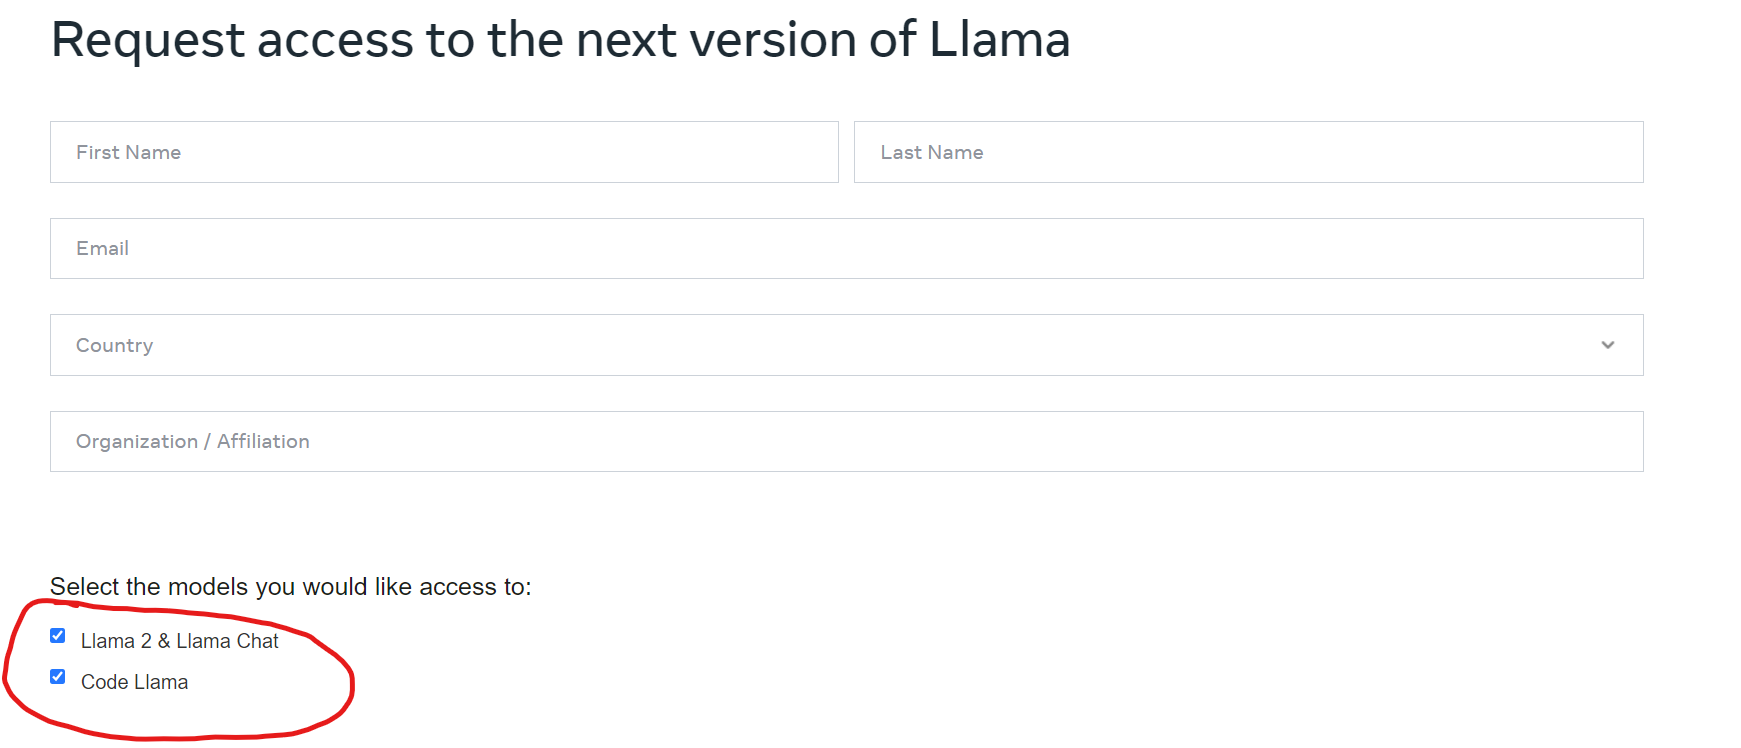 Request access to the next version of Llama
First Name Last Name
Email
Country
Organization / Affiliation
Select the models you would like access to:
Llama 2 & Llama Chat
Code Llama